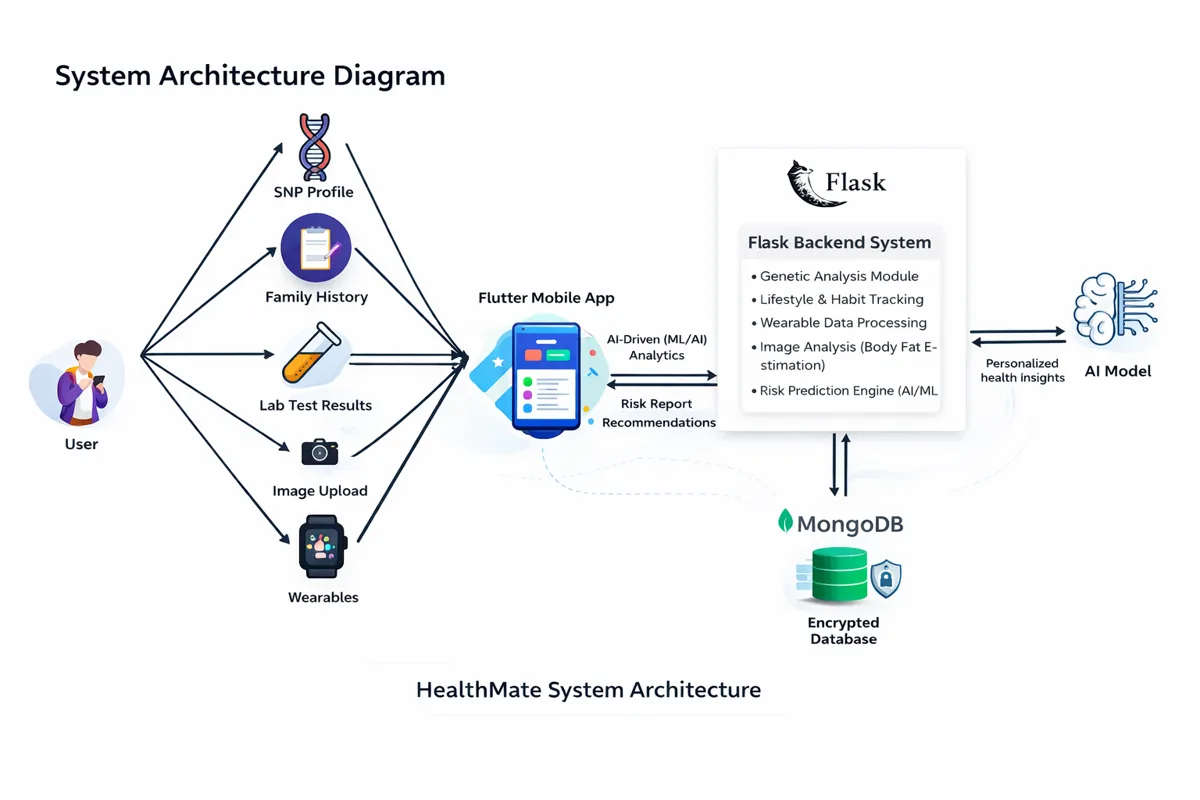 System Architecture Diagram
SNP Profile
Family History
Lab Test Results
Image Upload
Wearables
User
Flutter Mobile App
AI-Driven (ML/AI)
Analytics
Risk Report
Recommendations
Flask
Flask Backend System
• Genetic Analysis Module
• Lifestyle & Habit Tracking
• Wearable Data Processing
• Image Analysis (Body Fat E-
stimation)
• Risk Prediction Engine (AI/ML
Personalized
health insights
AI Model
MongoDB
Encrypted
Database
HealthMate System Architecture